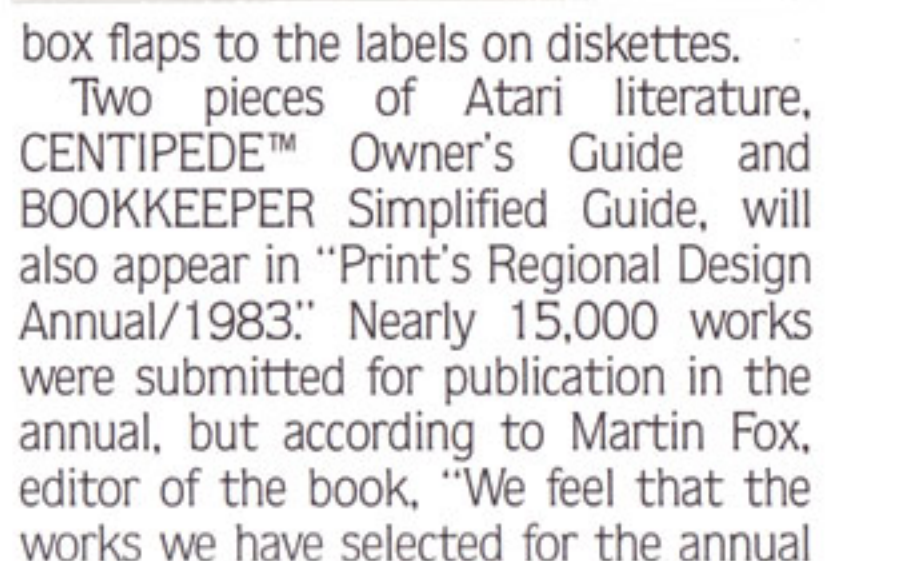 box flaps to the labels on diskettes.
Two pieces of Atari literature,
CENTIPEDE™ Owner's Guide and
BOOKKEEPER Simplified Guide, will
also appear in "Print's Regional Design
Annual/1983." Nearly 15,000 works
were submitted for publication in the
annual, but according to Martin Fox,
editor of the book, "We feel that the
works we have selected for the annual